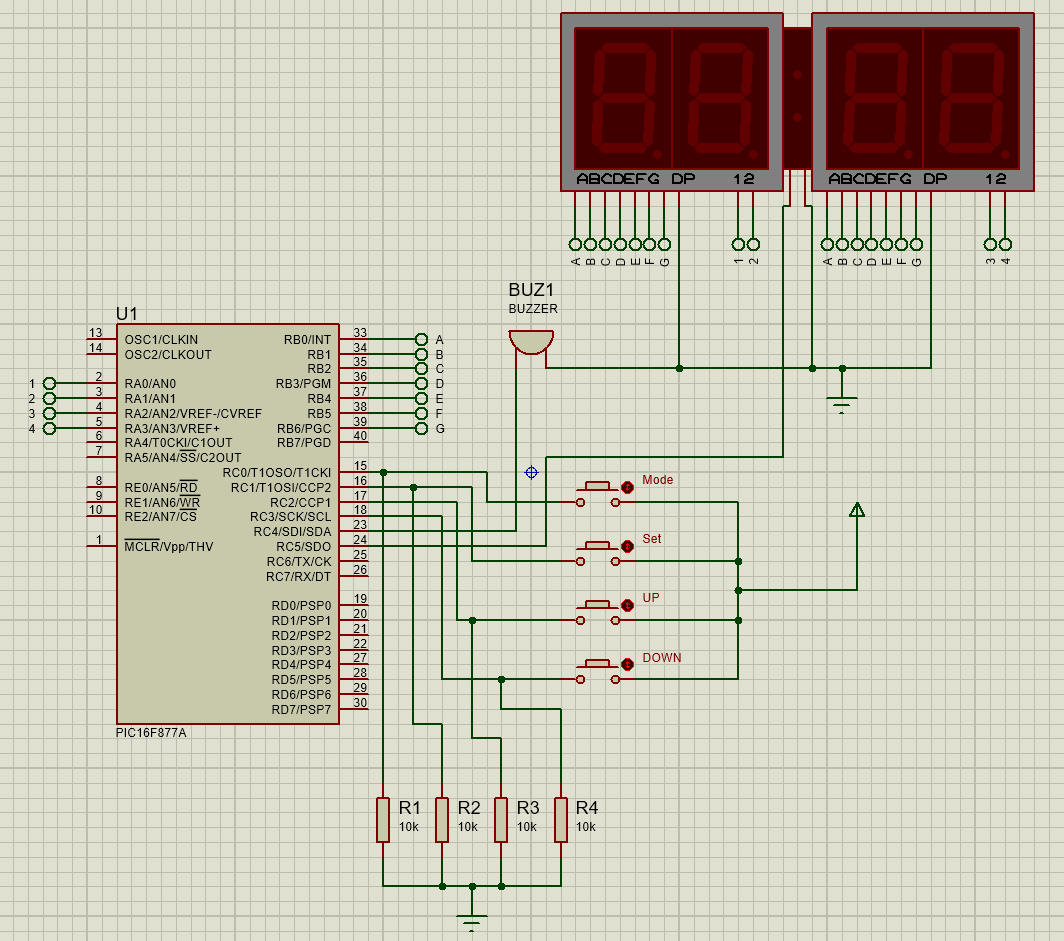 ABCDEFG DP 12
ABCDEFG DP 12
A B C D E F G 1 2
A B C D E F G 3 4
BUZ1
BUZZER
U1
13 OSC1/CLKIN RB0/INT 33 A
14 OSC2/CLKOUT RB1 34 B
RB2 35 C
1 2 RA0/AN0 RB3/PGM 36 D
2 3 RA1/AN1 RB4 37 E
3 4 RA2/AN2/VREF-/CVREF RB5 38 F
4 5 RA3/AN3/VREF+ RB6/PGC 39 G
6 RA4/T0CKI/C1OUT RB7/PGD 40
7 RA5/AN4/SS/C2OUT
RC0/T1OSO/T1CKI 15
8 RE0/AN5/RD RC1/T1OSI/CCP2 16
9 RE1/AN6/WR RC2/CCP1 17
10 RE2/AN7/CS RC3/SCK/SCL 18
RC4/SDI/SDA 23
1 MCLR/Vpp/THV RC5/SDO 24
RC6/TX/CK 25
RC7/RX/DT 26
RD0/PSP0 19
RD1/PSP1 20
RD2/PSP2 21
RD3/PSP3 22
RD4/PSP4 27
RD5/PSP5 28
RD6/PSP6 29
RD7/PSP7 30
PIC16F877A
Mode
Set
UP
DOWN
R1 R2 R3 R4
10k 10k 10k 10k